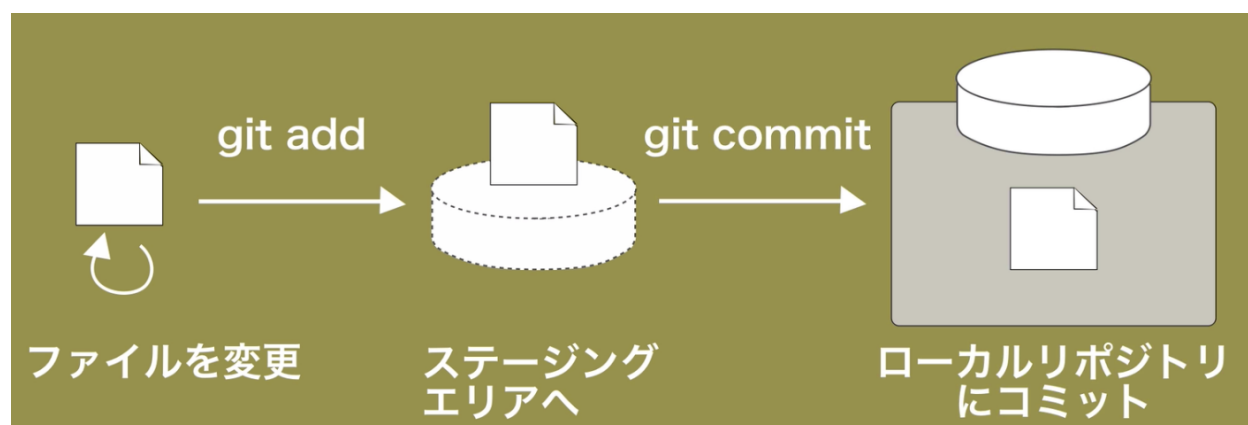 git add
git commit
ファイルを変更
ステージング
エリアへ
ローカルリポジトリ
にコミット